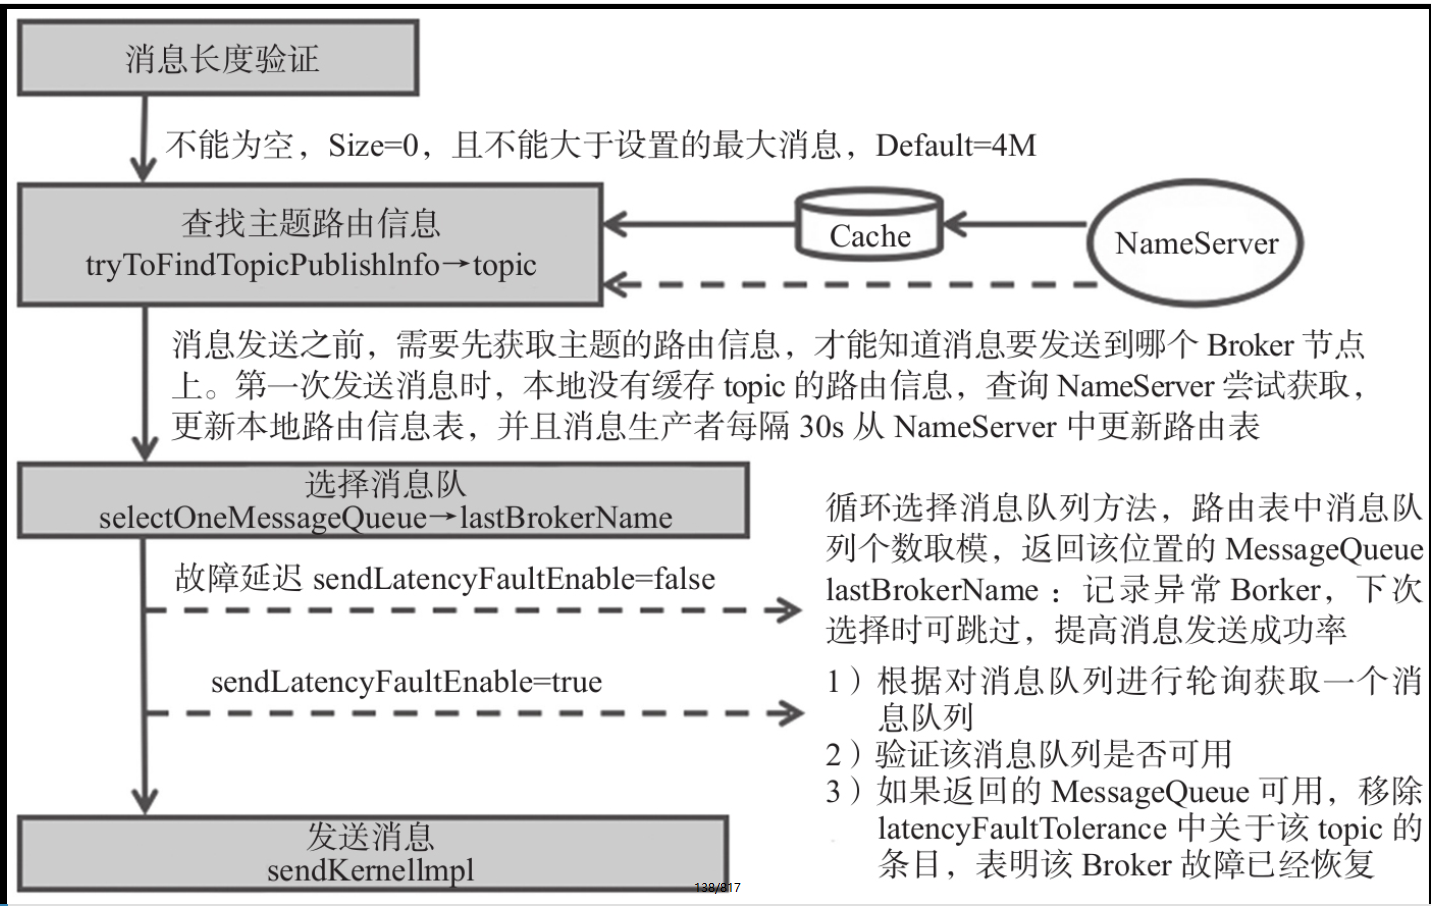 消息长度验证
不能为空，Size=0，且不能大于设置的最大消息，Default=4M
查找主题路由信息
tryToFindTopicPublishlnfo→topic
Cache
NameServer
消息发送之前，需要先获取主题的路由信息，才能知道消息要发送到哪个 Broker 节点
上。第一次发送消息时，本地没有缓存 topic 的路由信息，查询 NameServer 尝试获取，
更新本地路由信息表，并且消息生产者每隔 30s 从 NameServer 中更新路由表
选择消息队
selectOneMessageQueue→lastBrokerName
故障延迟 sendLatencyFaultEnable=false
循环选择消息队列方法，路由表中消息队
列个数取模，返回该位置的 MessageQueue
lastBrokerName：记录异常 Borker，下次
选择时可跳过，提高消息发送成功率
sendLatencyFaultEnable=true
1）根据对消息队列进行轮询获取一个消
息队列
2）验证该消息队列是否可用
3）如果返回的 MessageQueue 可用，移除
latencyFaultTolerance 中关于该 topic 的
条目，表明该 Broker 故障已经恢复
发送消息
sendKernellmpl
138/817